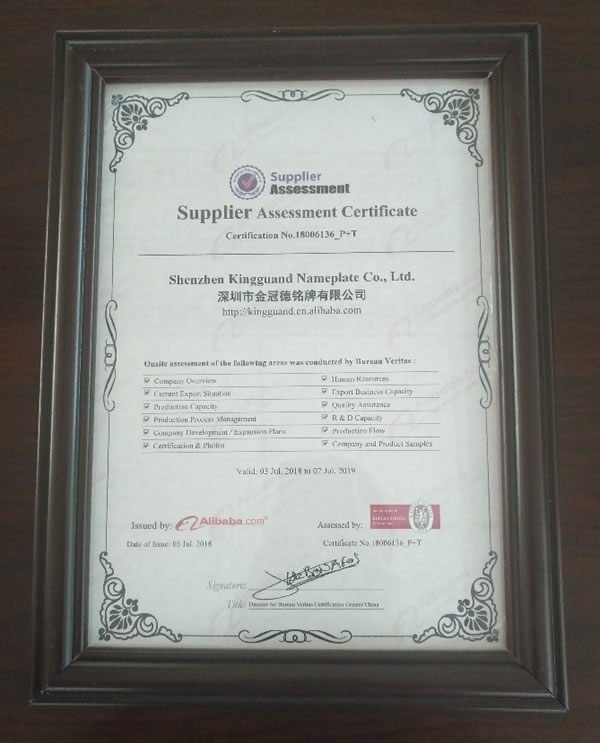 Supplier
Assessment
Supplier Assessment Certificate
Certification No.18006136_P+T
Shenzhen Kingguand Nameplate Co., Ltd.
深圳市金冠德铭牌有限公司
http://kingguand.en.alibaba.com
Onsite assessment of the following areas was conducted by Bureau Veritas :
Company Overview
Human Resources
Current Export Situation
Export Business Capacity
Production Capacity
Quality Assurance
Production Process Management
R & D Capacity
Company Development / Expansion Plans
Production Flow
Certification & Photos
Company and Product Samples
Valid: 03 Jul. 2018 to 02 Jul. 2019
Issued by: Alibaba.com
Assessed by:
Date of Issue: 03 Jul. 2018
Certificate No.18006136_P+T
Signature:
Title: Director for Bureau Veritas Certification Greater China